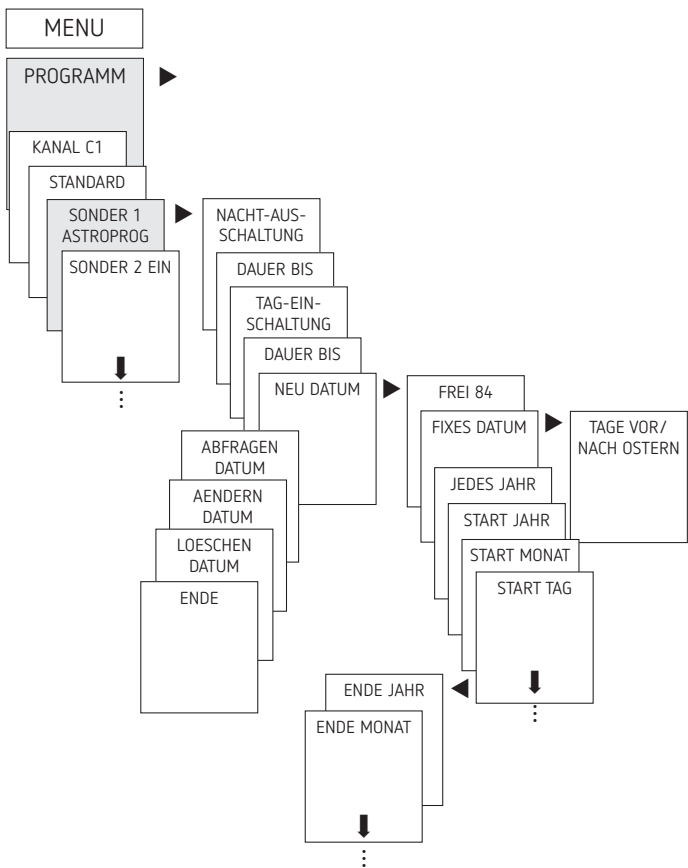 MENU
PROGRAMM
KANAL C1
STANDARD
SONDER 1
ASTROPROG
SONDER 2 EIN
NACHT-AUS-
SCHALTUNG
DAUER BIS
TAG-EIN-
SCHALTUNG
DAUER BIS
NEU DATUM
ABFRAGEN
DATUM
AENDERN
DATUM
LOESCHEN
DATUM
ENDE
FREI 84
FIXES DATUM
TAGE VOR/
NACH OSTERN
JEDES JAHR
START JAHR
START MONAT
START TAG
ENDE JAHR
ENDE MONAT